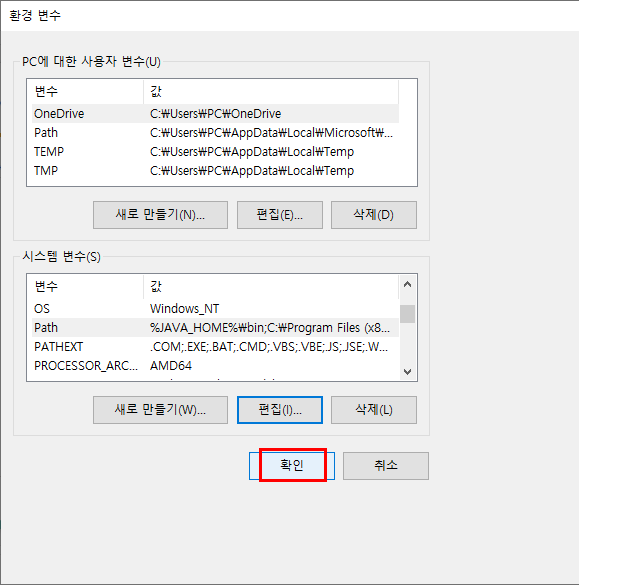 환경 변수
PC에 대한 사용자 변수(U)
변수 값
OneDrive C:₩Users₩PC₩OneDrive
Path C:₩Users₩PC₩AppData₩Local₩Microsoft₩...
TEMP C:₩Users₩PC₩AppData₩Local₩Temp
TMP C:₩Users₩PC₩AppData₩Local₩Temp
새로 만들기(N)... 편집(E)... 삭제(D)
시스템 변수(S)
변수 값
OS Windows_NT
Path %JAVA_HOME%₩bin;C:₩Program Files (x8...
PATHEXT .COM;.EXE;.BAT;.CMD;.VBS;.VBE;.JS;.JSE;.W...
PROCESSOR_ARC... AMD64
새로 만들기(W)... 편집(I)... 삭제(L)
확인 취소